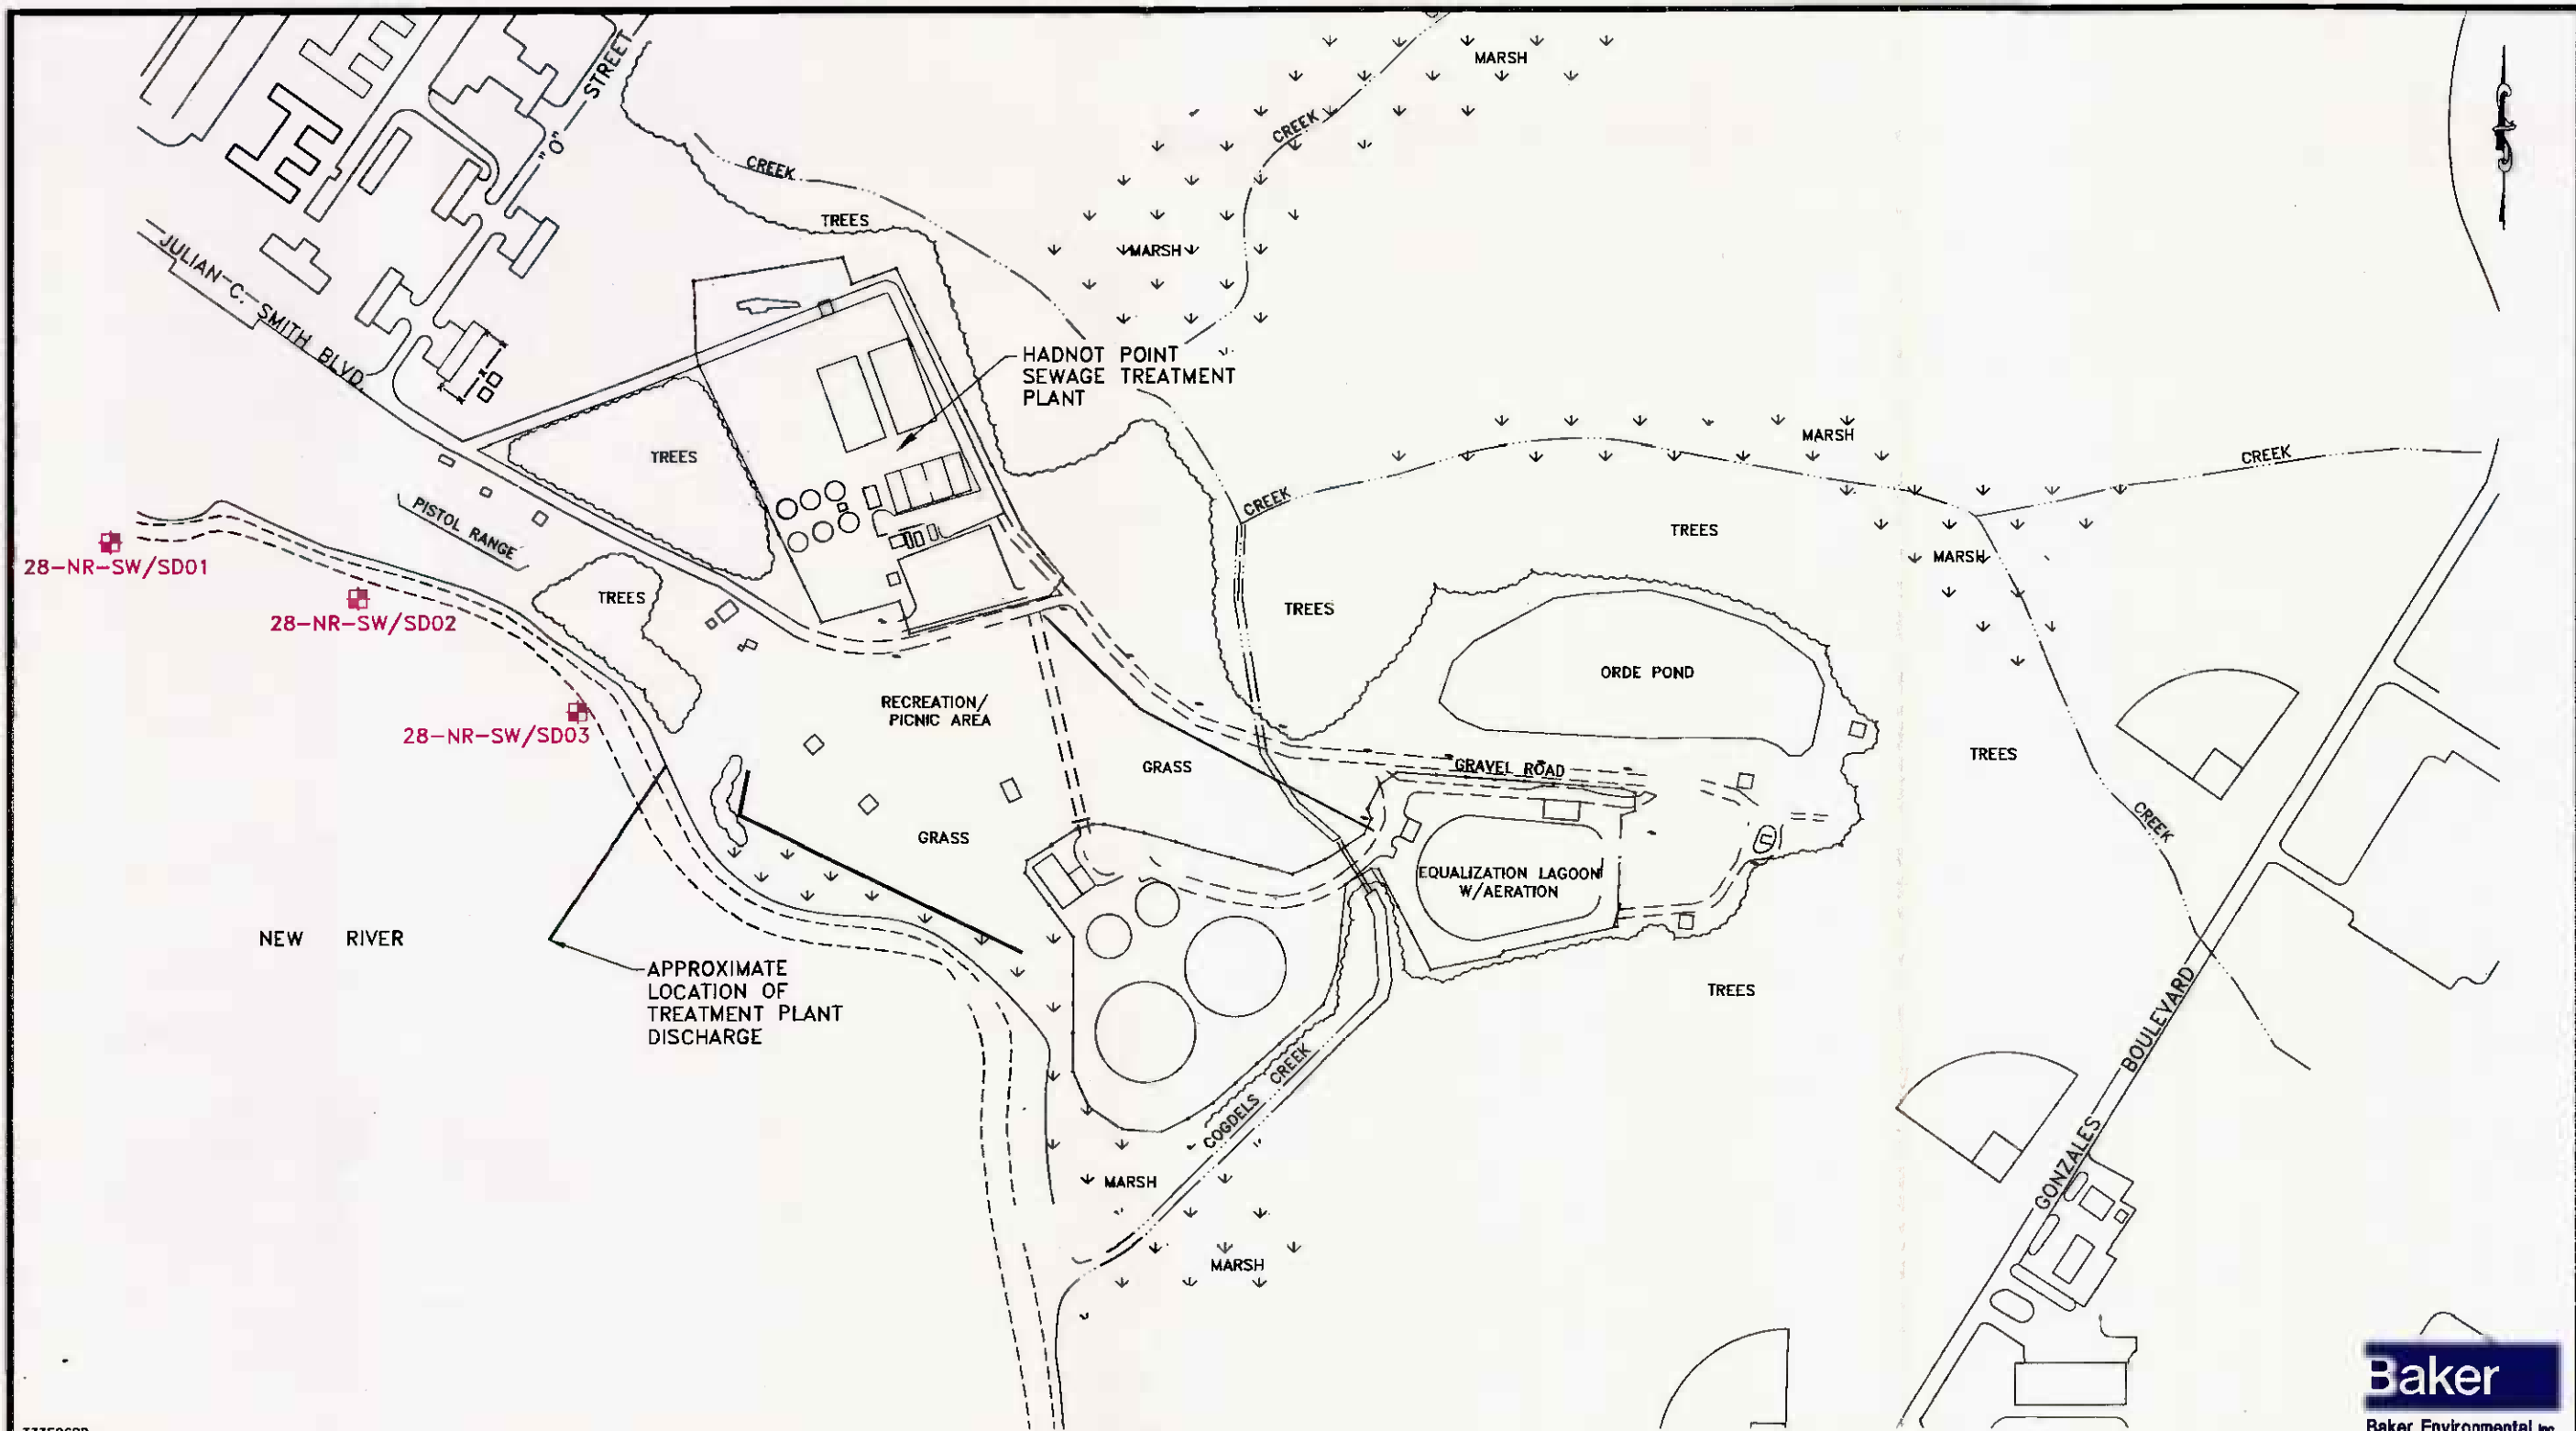 MARSH
STREET
"O"
CREEK
CREEK
TREES
MARSH
JULIAN C. SMITH BLVD.
HADNOT POINT
SEWAGE TREATMENT
PLANT
TREES
MARSH
CREEK
CREEK
PISTOL RANGE
TREES
MARSH
28-NR-SW/SD01
TREES
TREES
28-NR-SW/SD02
ORDE POND
RECREATION/
PICNIC AREA
28-NR-SW/SD03
TREES
GRASS
GRAVEL ROAD
CREEK
GRASS
EQUALIZATION LAGOON
W/AERATION
NEW RIVER
APPROXIMATE
LOCATION OF
TREATMENT PLANT
DISCHARGE
TREES
GONZALES BOULEVARD
COGDELS CREEK
MARSH
MARSH
Baker
Baker Environmental, Inc.